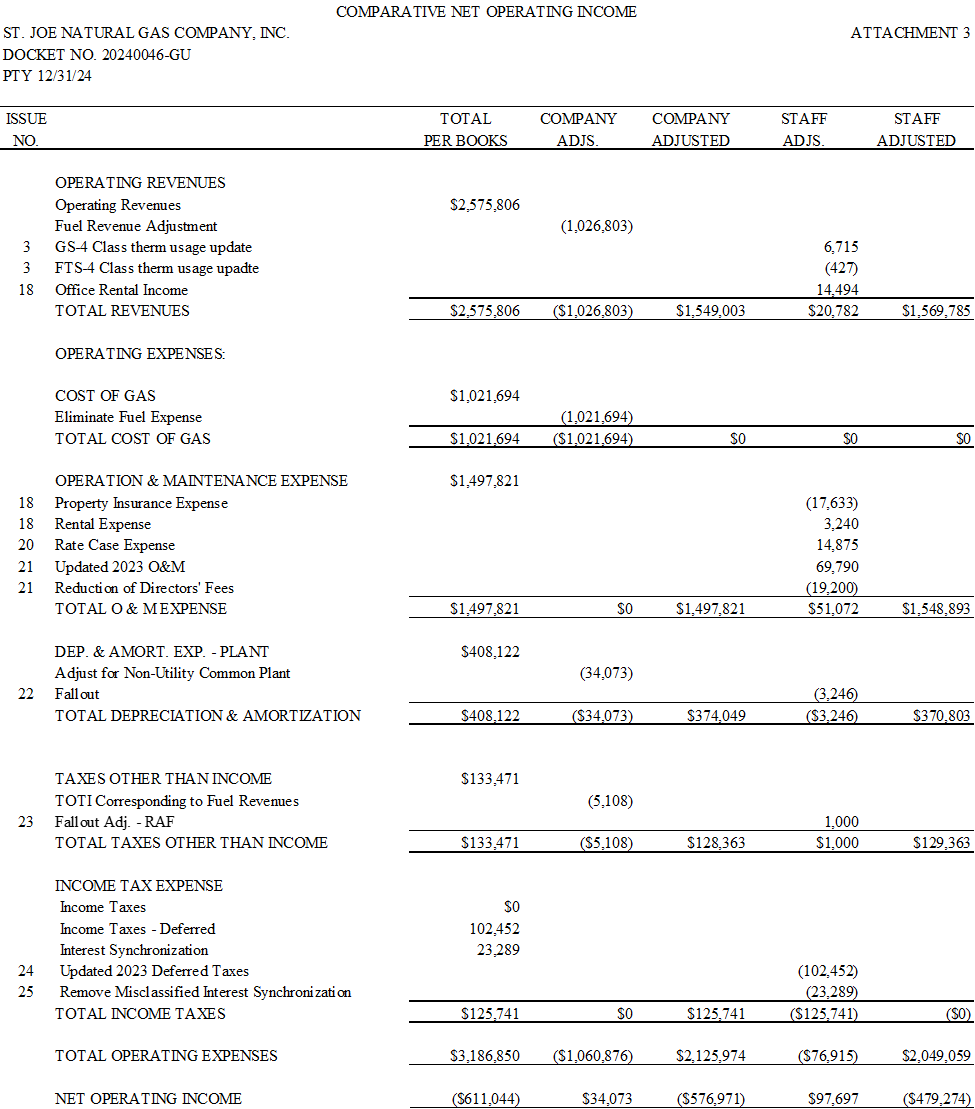 COMPARATIVE NET OPERATING INCOME
ST. JOE NATURAL GAS COMPANY, INC. ATTACHMENT 3
DOCKET NO. 20240046-GU
PTY 12/31/24
ISSUE TOTAL COMPANY COMPANY STAFF STAFF
NO. PER BOOKS ADJS. ADJUSTED ADJS. ADJUSTED
OPERATING REVENUES
Operating Revenues $2,575,806
Fuel Revenue Adjustment (1,026,803)
3 GS-4 Class therm usage update 6,715
3 FTS-4 Class therm usage upadte (427)
18 Office Rental Income 14,494
TOTAL REVENUES $2,575,806 ($1,026,803) $1,549,003 $20,782 $1,569,785
OPERATING EXPENSES:
COST OF GAS $1,021,694
Eliminate Fuel Expense (1,021,694)
TOTAL COST OF GAS $1,021,694 ($1,021,694) $0 $0 $0
OPERATION & MAINTENANCE EXPENSE $1,497,821
18 Property Insurance Expense (17,633)
18 Rental Expense 3,240
20 Rate Case Expense 14,875
21 Updated 2023 O&M 69,790
21 Reduction of Directors' Fees (19,200)
TOTAL O & M EXPENSE $1,497,821 $0 $1,497,821 $51,072 $1,548,893
DEP. & AMORT. EXP. - PLANT $408,122
Adjust for Non-Utility Common Plant (34,073)
22 Fallout (3,246)
TOTAL DEPRECIATION & AMORTIZATION $408,122 ($34,073) $374,049 ($3,246) $370,803
TAXES OTHER THAN INCOME $133,471
TOTI Corresponding to Fuel Revenues (5,108)
23 Fallout Adj. - RAF 1,000
TOTAL TAXES OTHER THAN INCOME $133,471 ($5,108) $128,363 $1,000 $129,363
INCOME TAX EXPENSE
Income Taxes $0
Income Taxes - Deferred 102,452
Interest Synchronization 23,289
24 Updated 2023 Deferred Taxes (102,452)
25 Remove Misclassified Interest Synchronization (23,289)
TOTAL INCOME TAXES $125,741 $0 $125,741 ($125,741) ($0)
TOTAL OPERATING EXPENSES $3,186,850 ($1,060,876) $2,125,974 ($76,915) $2,049,059
NET OPERATING INCOME ($611,044) $34,073 ($576,971) $97,697 ($479,274)